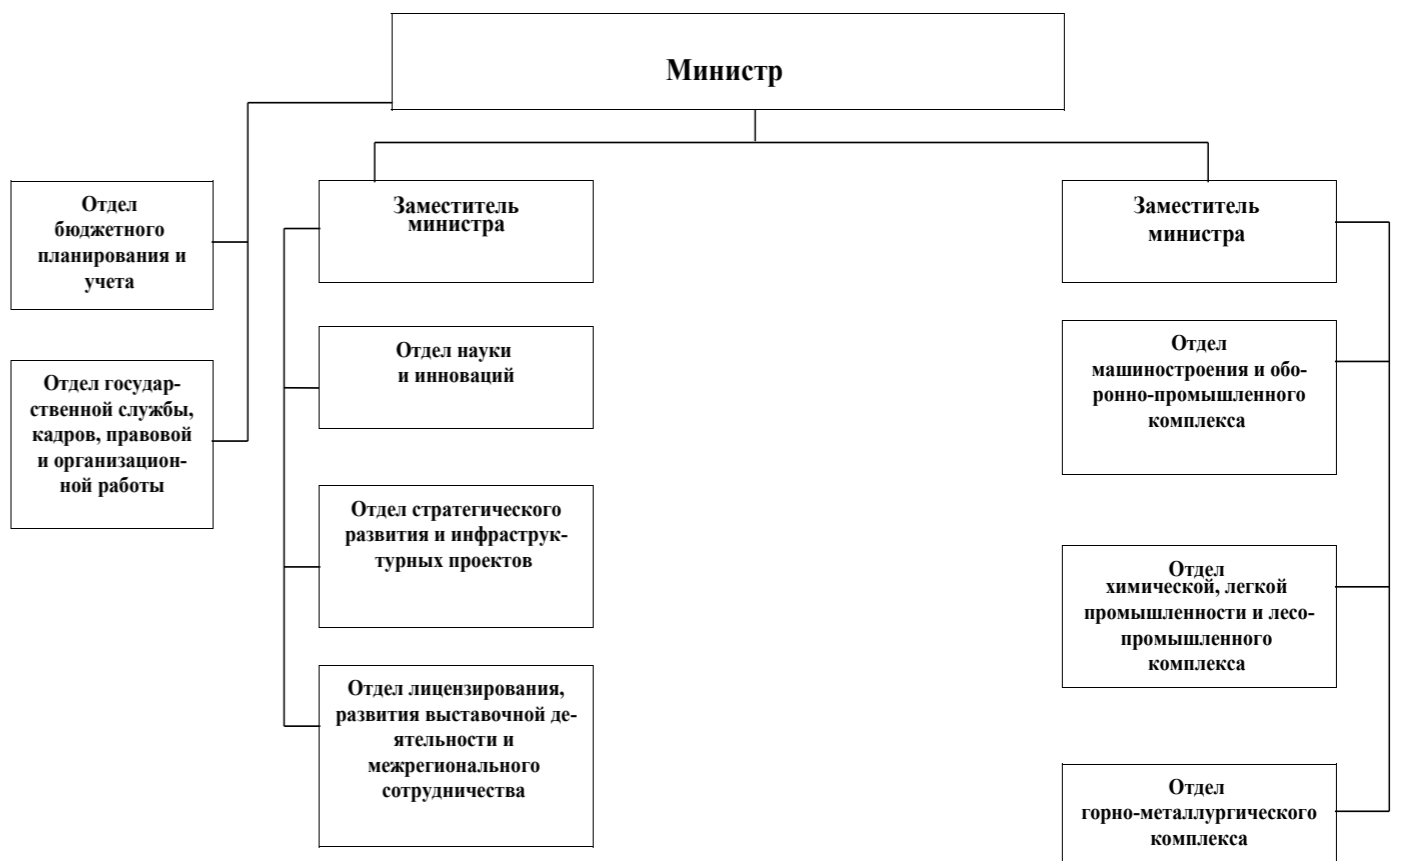 Министр
Отдел
бюджетного
планирования и
учета
Отдел государ-
ственной службы,
кадров, правовой
и организацион-
ной работы
Заместитель
министра
Отдел науки
и инноваций
Отдел стратегического
развития и инфраструк-
турных проектов
Отдел лицензирования,
развития выставочной де-
ятельности и
межрегионального
сотрудничества
Заместитель
министра
Отдел
машиностроения и обо-
ронно-промышленного
комплекса
Отдел
химической, легкой
промышленности и лесо-
промышленного
комплекса
Отдел
горно-металлургического
комплекса